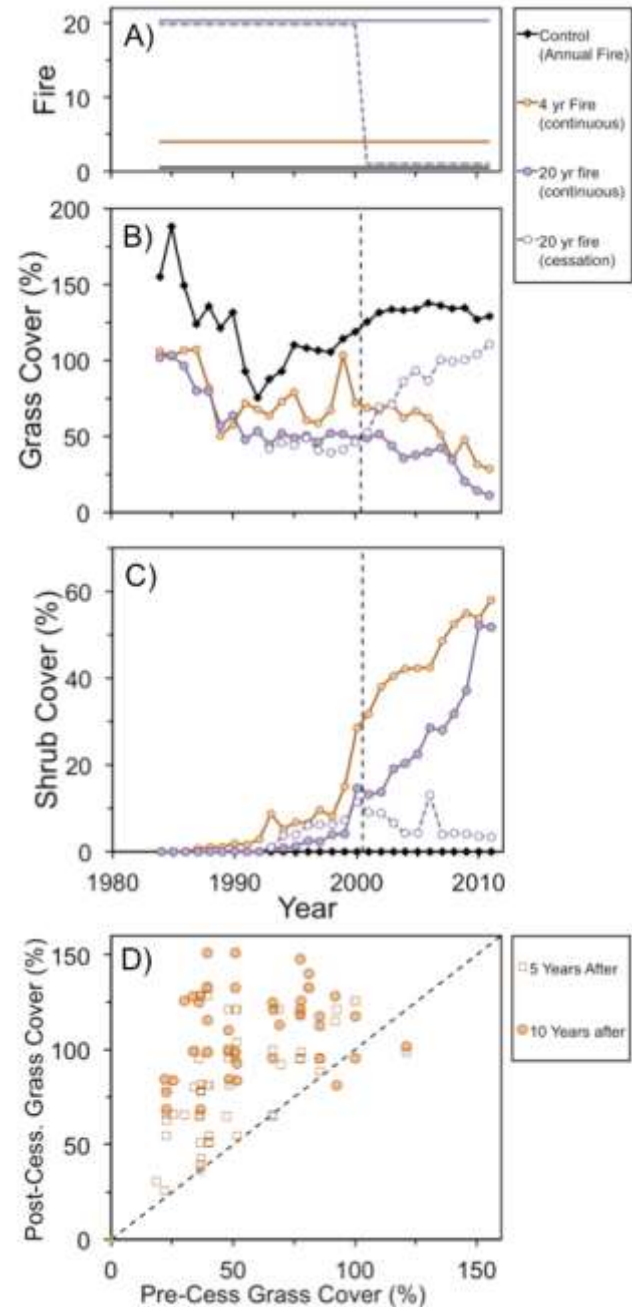 A)
20
10
0
Fire
Control
(Annual Fire)
4 yr Fire
(continuous)
20 yr fire
(continuous)
20 yr fire
(cessation)
B)
200
150
100
50
0
Grass Cover (%)
C)
60
40
20
0
Shrub Cover (%)
1980
1990
2000
2010
Year
D)
150
100
50
0
Post-Cess. Grass Cover (%)
0
50
100
150
Pre-Cess Grass Cover (%)
5 Years After
10 Years after